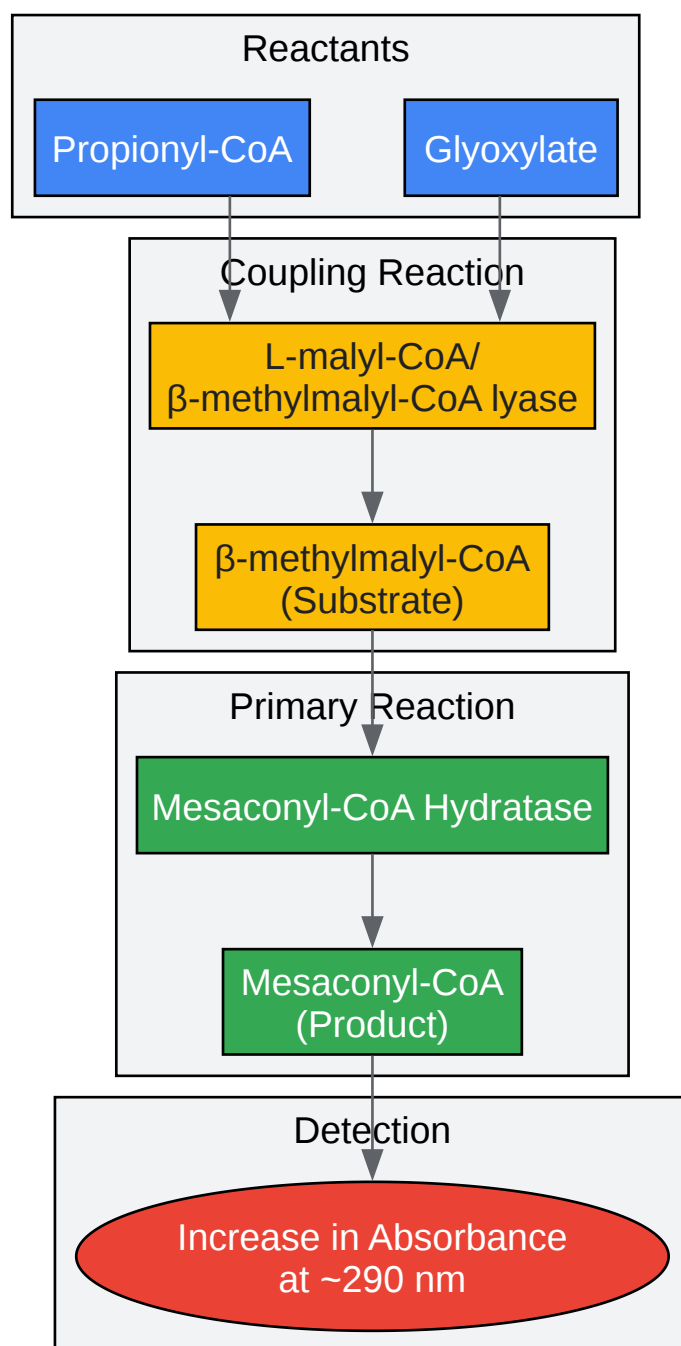 Reactants
Propionyl-CoA
Glyoxylate
Coupling Reaction
L-malyl-CoA/
β-methylmalyl-CoA lyase
β-methylmalyl-CoA
(Substrate)
Primary Reaction
Mesaconyl-CoA Hydratase
Mesaconyl-CoA
(Product)
Detection
Increase in Absorbance
at ~290 nm